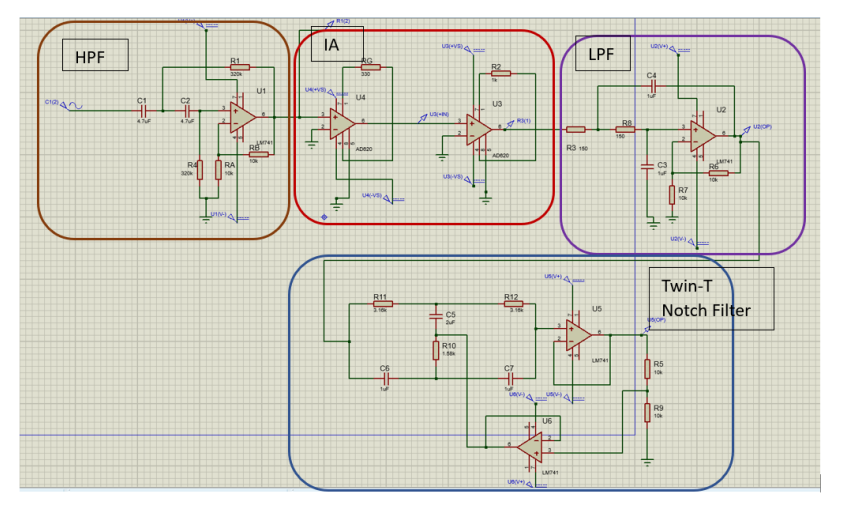 HPF
R1
320k
U1
C1(2)
C1
4.7uF
C2
4.7uF
LM741
R4
320k
RA
10k
RB
10k
U1(V-)
R1(2)
IA
RG
330
U4(+VS)
U4
AD620
U4(-VS)
U3(+IN)
U3(+VS)
R2
1k
U3
R3(1)
AD620
U3(-VS)
LPF
C4
1uF
U2(V+)
U2
U2(OP)
R3
150
R8
150
LM741
C3
1uF
R6
10k
R7
10k
U2(V-)
Twin-T
Notch Filter
R11
3.16k
C5
2uF
R12
3.16k
U5(V+)
U5
U5(OP)
LM741
R10
1.58k
C6
1uF
C7
1uF
U6(V-)
U5(V-)
R5
10k
R9
10k
U6
LM741
U6(V+)